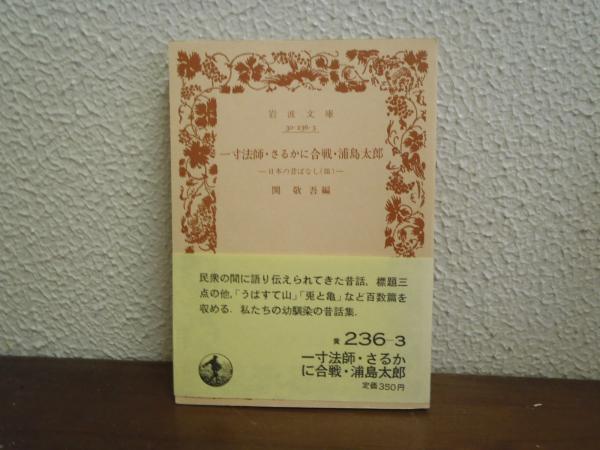 岩波文庫
30-236-3
一寸法師・さるかに合戦・浦島太郎
—日本の昔ばなし(Ⅲ)—
関敬吾編
民衆の間に語り伝えられてきた昔話. 標題三
点の他,「うばすて山」「兎と亀」など百数篇を
収める. 私たちの幼馴染の昔話集.
黄 236-3
一寸法師・さるか
に合戦・浦島太郎
定価350円